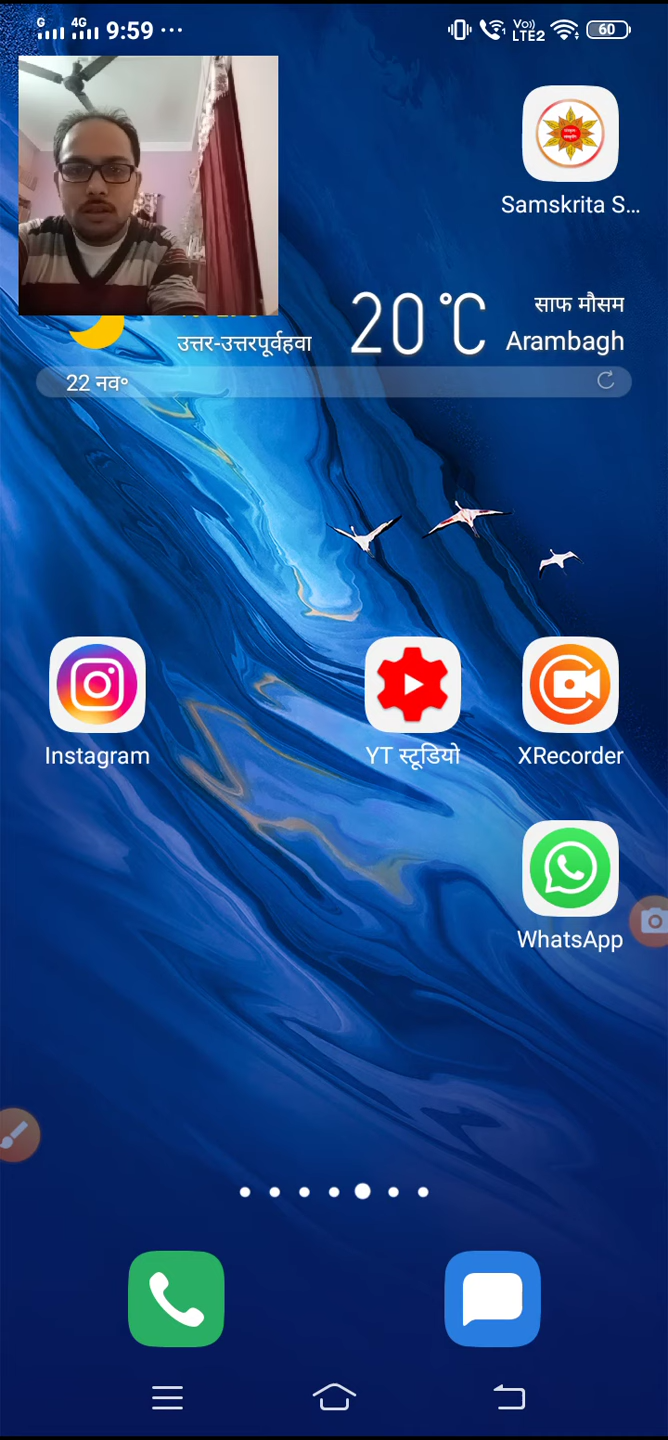 G 4G 9:59 ... Vo)) LTE2 60
Samskrita S...
20°C साफ मौसम
उत्तर-उत्तरपूर्वहवा Arambagh
22 नव॰
Instagram YT स्टूडियो XRecorder
WhatsApp